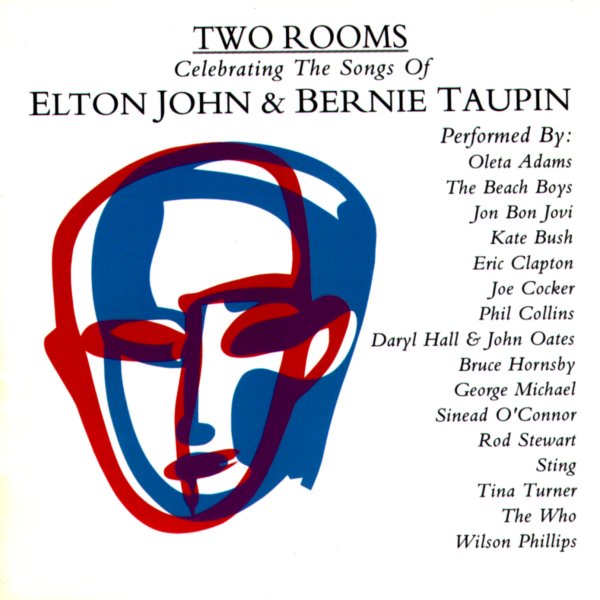 TWO ROOMS
Celebrating The Songs Of
ELTON JOHN & BERNIE TAUPIN
Performed By:
Oleta Adams
The Beach Boys
Jon Bon Jovi
Kate Bush
Eric Clapton
Joe Cocker
Phil Collins
Daryl Hall & John Oates
Bruce Hornsby
George Michael
Sinead O'Connor
Rod Stewart
Sting
Tina Turner
The Who
Wilson Phillips